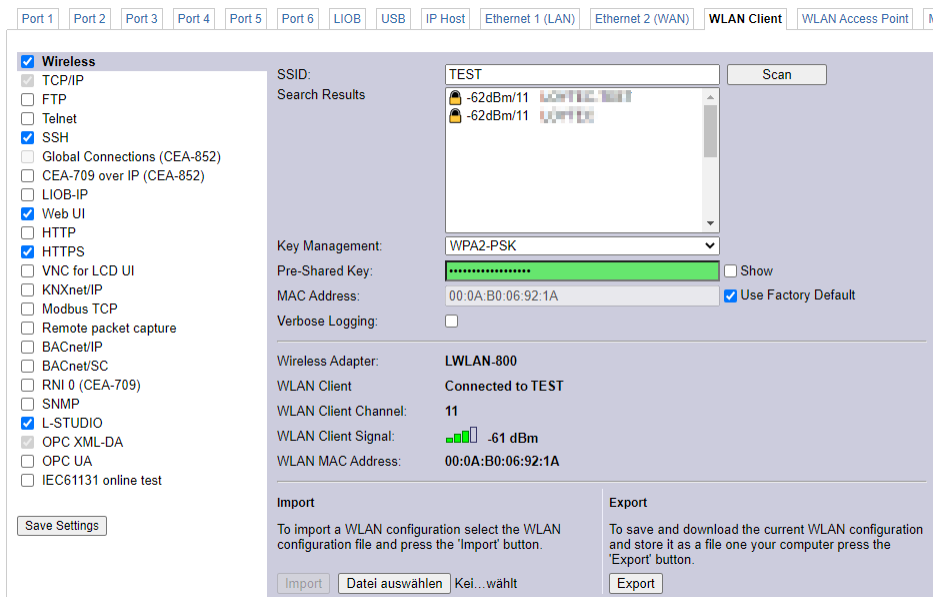 Port 1 Port 2 Port 3 Port 4 Port 5 Port 6 LIOB USB IP Host Ethernet 1 (LAN) Ethernet 2 (WAN) WLAN Client WLAN Access Point
Wireless
TCP/IP
FTP
Telnet
SSH
Global Connections (CEA-852)
CEA-709 over IP (CEA-852)
LIOB-IP
Web UI
HTTP
HTTPS
VNC for LCD UI
KNXnet/IP
Modbus TCP
Remote packet capture
BACnet/IP
BACnet/SC
RNI 0 (CEA-709)
SNMP
L-STUDIO
OPC XML-DA
OPC UA
IEC61131 online test
Save Settings
SSID: TEST Scan
Search Results
-62dBm/11
-62dBm/11
Key Management: WPA2-PSK
Pre-Shared Key: •••••••••••••••••• Show
MAC Address: 00:0A:B0:06:92:1A Use Factory Default
Verbose Logging:
Wireless Adapter: LWLAN-800
WLAN Client Connected to TEST
WLAN Client Channel: 11
WLAN Client Signal: -61 dBm
WLAN MAC Address: 00:0A:B0:06:92:1A
Import
To import a WLAN configuration select the WLAN
configuration file and press the 'Import' button.
Import Datei auswählen Kei...wählt
Export
To save and download the current WLAN configuration
and store it as a file one your computer press the
'Export' button.
Export